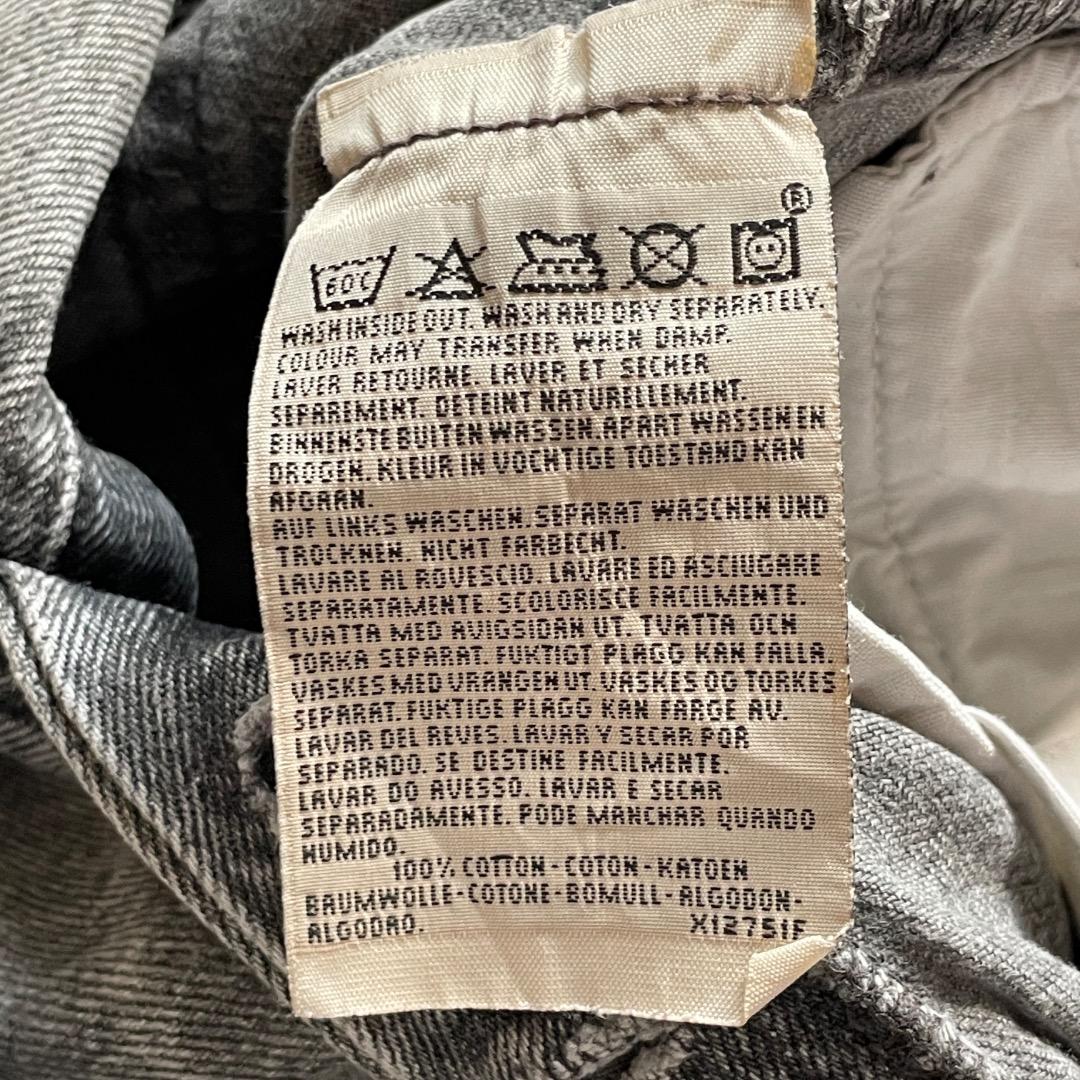 ®
60C
WASH INSIDE OUT. WASH AND DRY SEPARATELY.
COLOUR MAY TRANSFER WHEN DAMP.
LAVER RETOURNE. LAVER ET SECHER
SEPAREMENT. DETEINT NATURELLEMENT.
BINNENSTE BUITEN WASSEN.APART WASSEN EN
DROGEN. KLEUR IN VOCHTIGE TOESTAND KAN
AFGAAN.
AUF LINKS WASCHEN.SEPARAT WASCHEN UND
TROCKNEN. NICHT FARBECHT.
LAVARE AL ROVESCIO. LAVARE ED ASCIUGARE
SEPARATAMENTE. SCOLORISCE FACILMENTE.
TVATTA MED AVIGSIDAN UT. TVATTA OCH
TORKA SEPARAT. FUKTIGT PLAGG KAN FALLA.
VASKES MED VRANGEN UT. VASKES OG TORKES
SEPARAT. FUKTIGE PLAGG KAN FARGE AV.
LAVAR DEL REVES. LAVAR Y SECAR POR
SEPARADO. SE DESTINE FACILMENTE.
LAVAR DO AVESSO. LAVAR E SECAR
SEPARADAMENTE. PODE MANCHAR QUANDO
HUMIDO.
100% COTTON-COTON-KATOEN
BAUMWOLLE-COTONE-BOMULL-ALGODON-
ALGODAO. X12751F